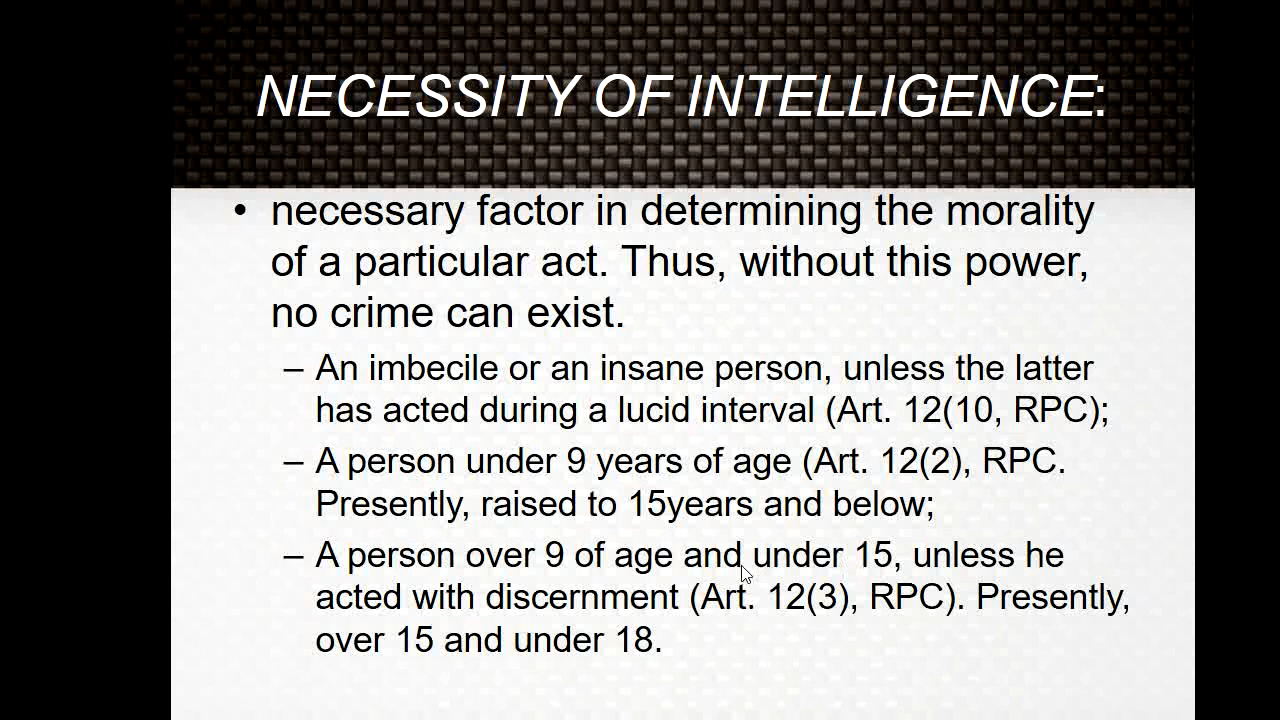 NECESSITY OF INTELLIGENCE:
• necessary factor in determining the morality
of a particular act. Thus, without this power,
no crime can exist.
– An imbecile or an insane person, unless the latter
has acted during a lucid interval (Art. 12(10, RPC);
– A person under 9 years of age (Art. 12(2), RPC.
Presently, raised to 15years and below;
– A person over 9 of age and under 15, unless he
acted with discernment (Art. 12(3), RPC). Presently,
over 15 and under 18.